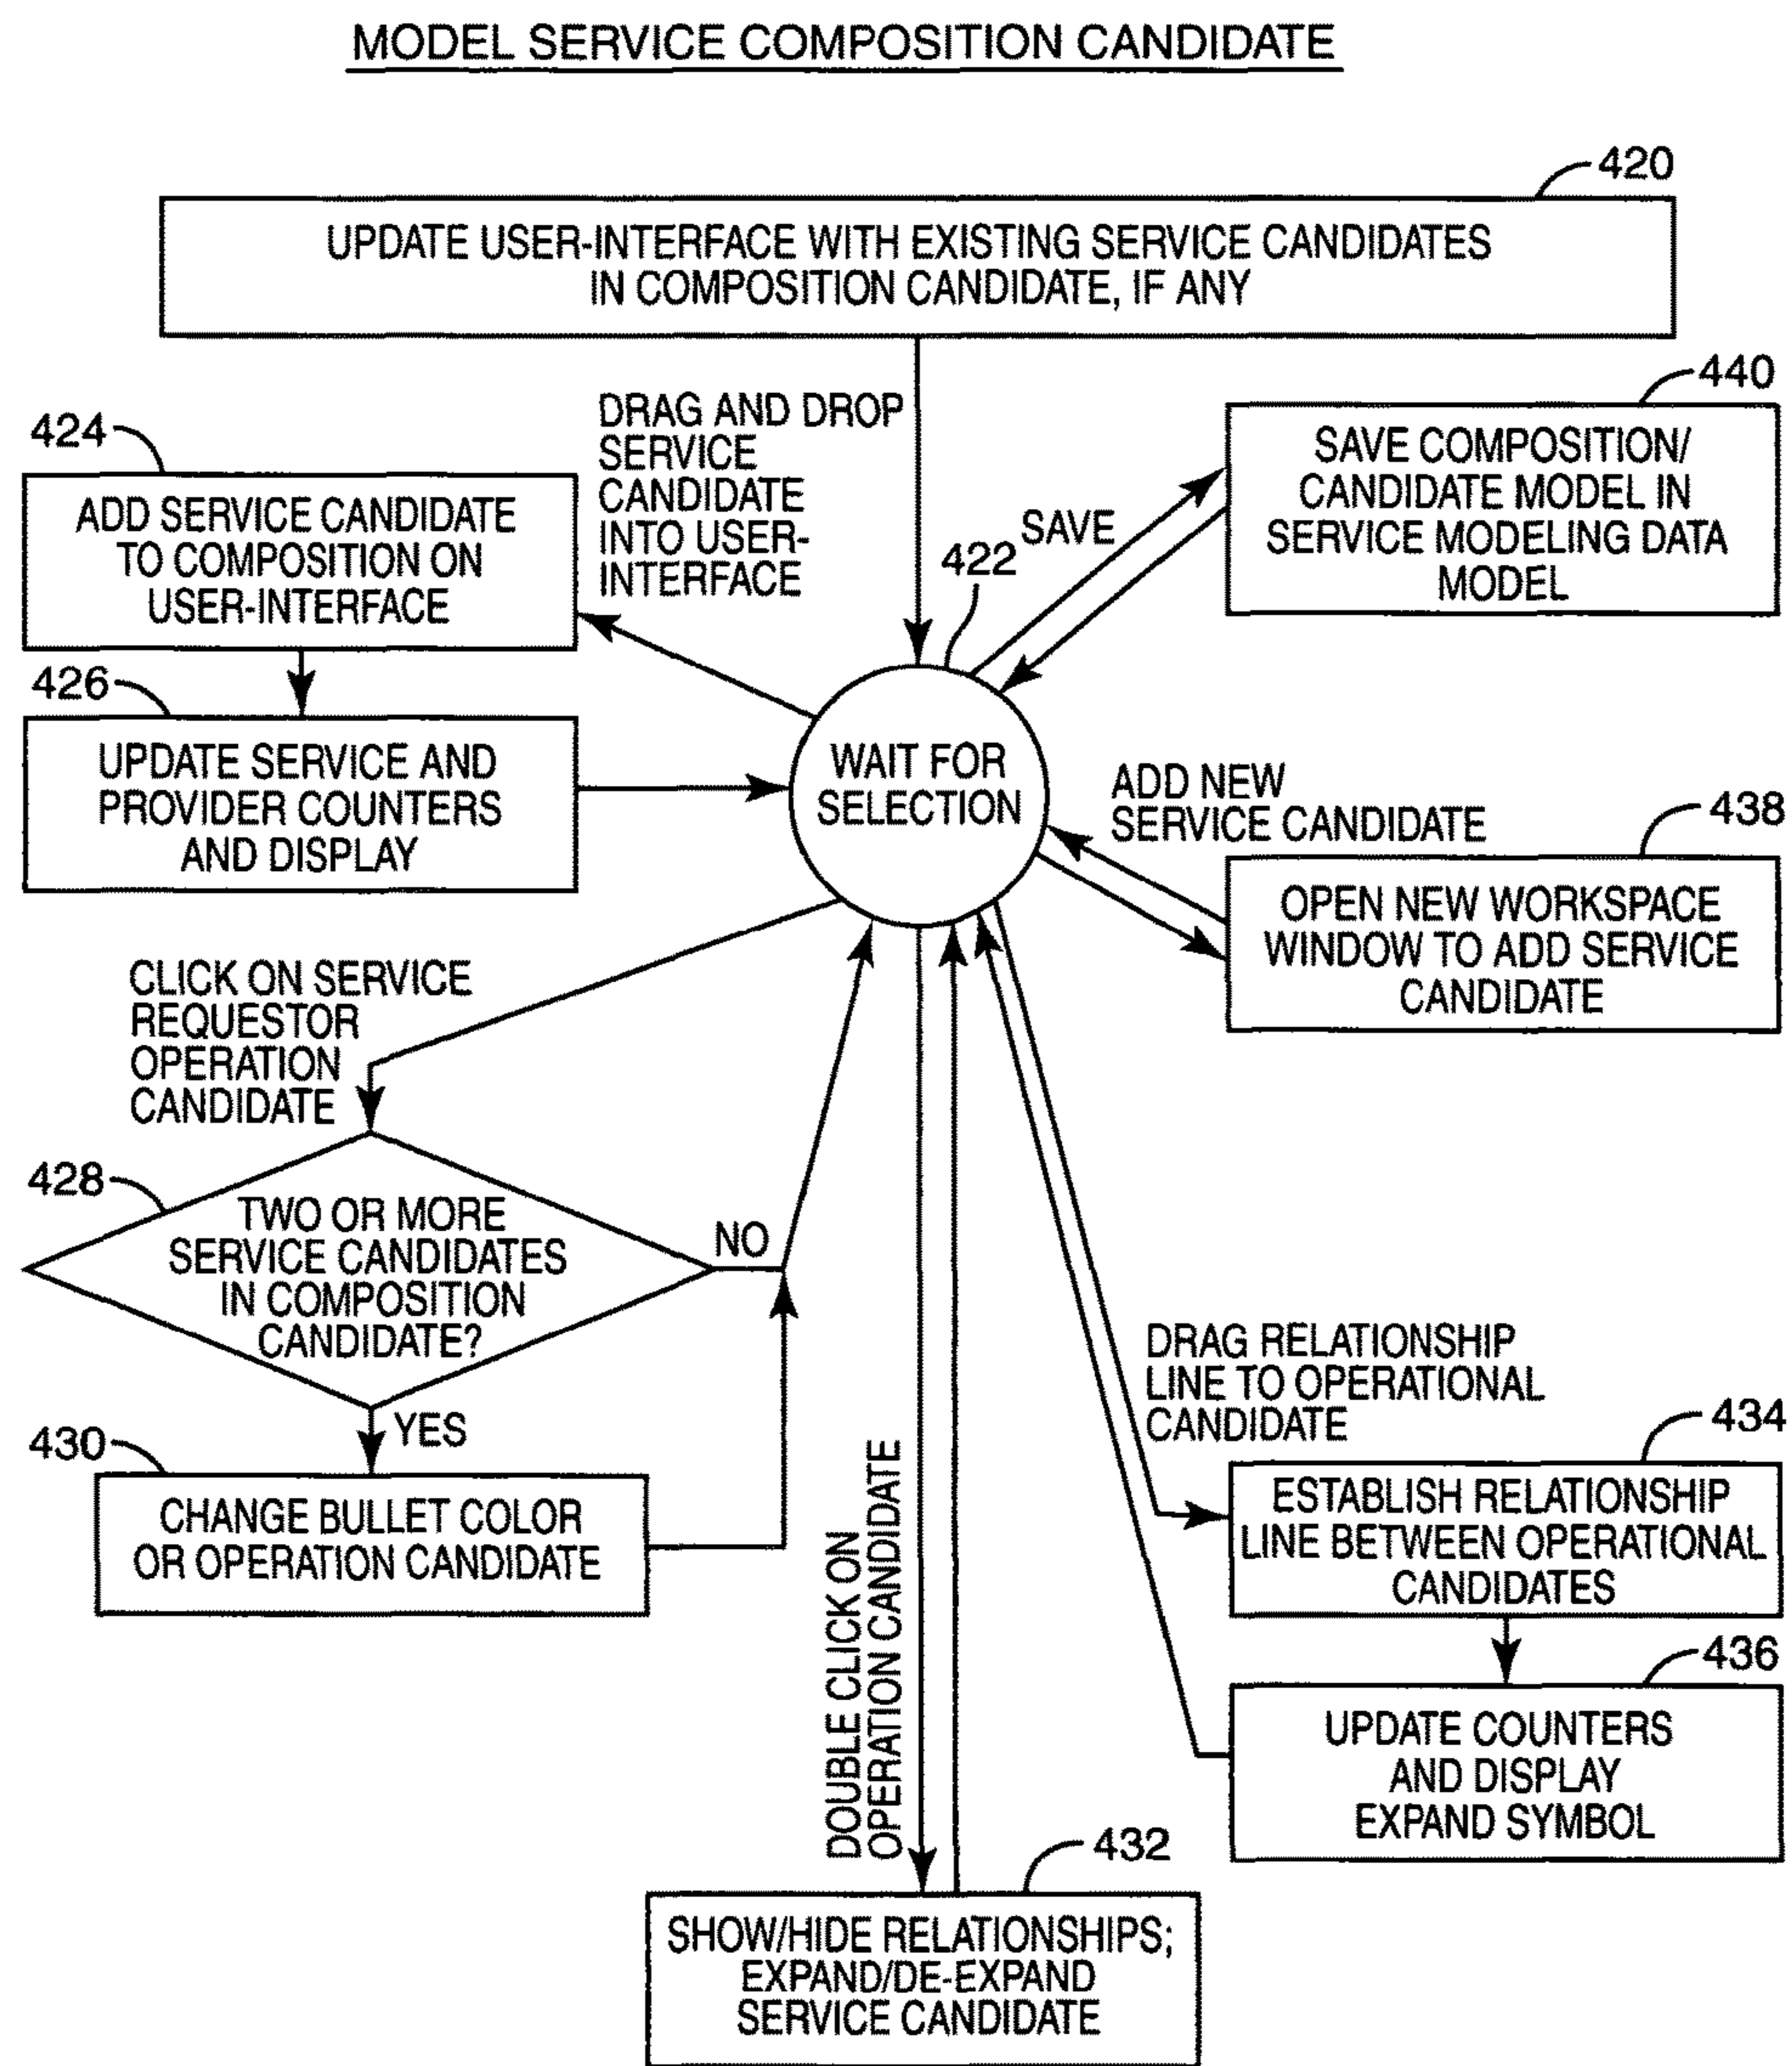 MODEL SERVICE COMPOSITION CANDIDATE
420
UPDATE USER-INTERFACE WITH EXISTING SERVICE CANDIDATES
IN COMPOSITION CANDIDATE, IF ANY
424
ADD SERVICE CANDIDATE
TO COMPOSITION ON
USER-INTERFACE
DRAG AND DROP
SERVICE
CANDIDATE
INTO USER-
INTERFACE
440
SAVE COMPOSITION/
CANDIDATE MODEL IN
SERVICE MODELING DATA
MODEL
SAVE
422
426
UPDATE SERVICE AND
PROVIDER COUNTERS
AND DISPLAY
WAIT FOR
SELECTION
ADD NEW
SERVICE CANDIDATE
438
OPEN NEW WORKSPACE
WINDOW TO ADD SERVICE
CANDIDATE
CLICK ON SERVICE
REQUESTOR
OPERATION
CANDIDATE
428
TWO OR MORE
SERVICE CANDIDATES
IN COMPOSITION
CANDIDATE?
NO
YES
430
CHANGE BULLET COLOR
OR OPERATION CANDIDATE
DOUBLE CLICK ON
OPERATION CANDIDATE
DRAG RELATIONSHIP
LINE TO OPERATIONAL
CANDIDATE
434
ESTABLISH RELATIONSHIP
LINE BETWEEN OPERATIONAL
CANDIDATES
436
UPDATE COUNTERS
AND DISPLAY
EXPAND SYMBOL
432
SHOW/HIDE RELATIONSHIPS;
EXPAND/DE-EXPAND
SERVICE CANDIDATE